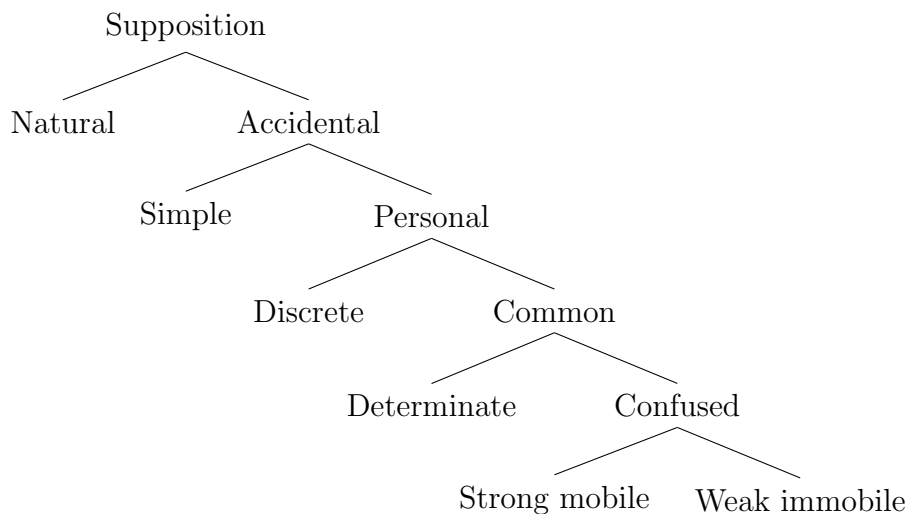 Supposition
Natural Accidental
Simple Personal
Discrete Common
Determinate Confused
Strong mobile Weak immobile